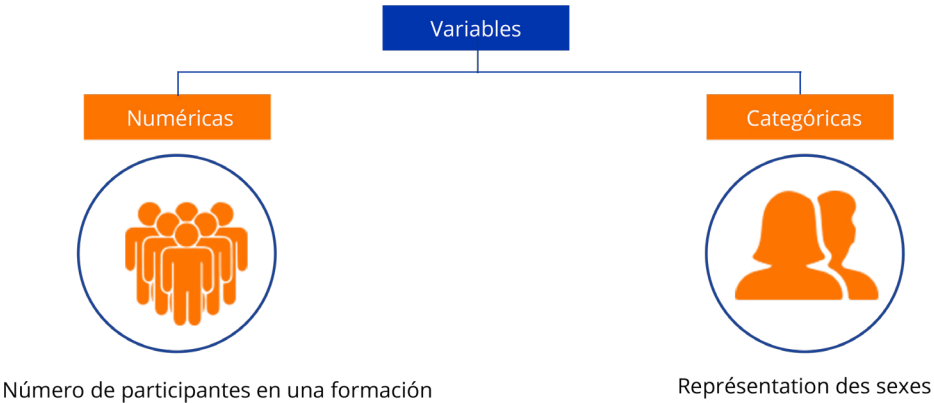 Variables
Numéricas
Categóricas
Número de participantes en una formación
Représentation des sexes